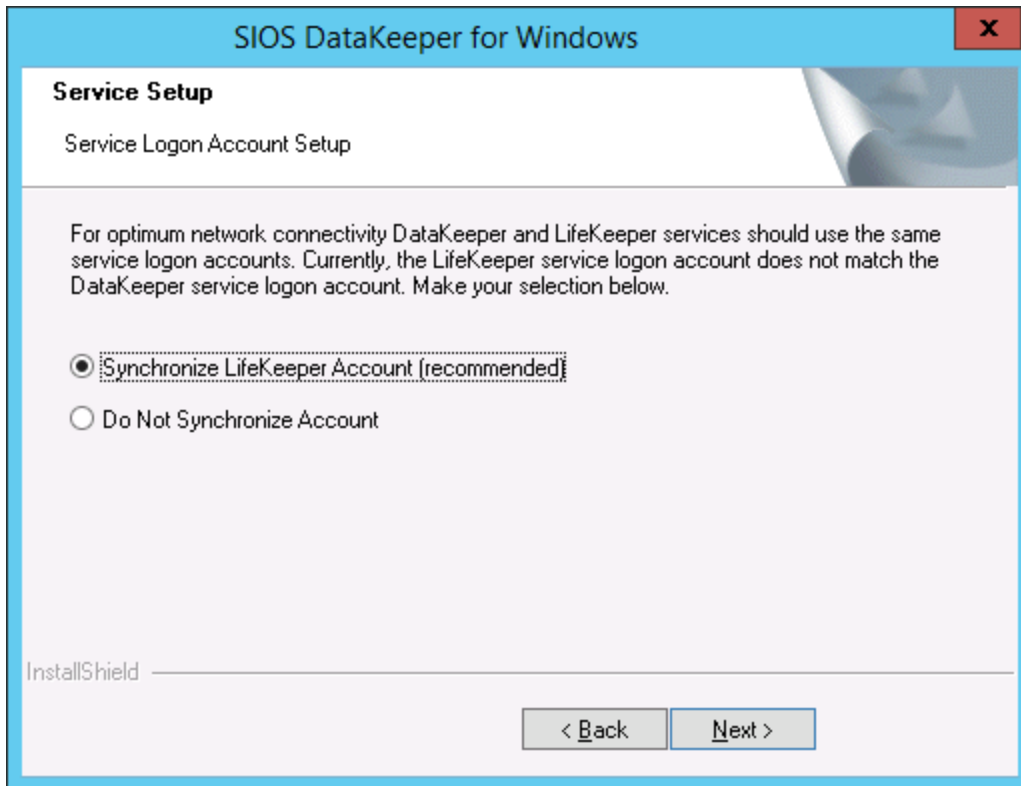 SIOS DataKeeper for Windows
x
Service Setup
Service Logon Account Setup
For optimum network connectivity DataKeeper and LifeKeeper services should use the same
service logon accounts. Currently, the LifeKeeper service logon account does not match the
DataKeeper service logon account. Make your selection below.
Synchronize LifeKeeper Account (recommended)
Do Not Synchronize Account
InstallShield
< Back
Next >